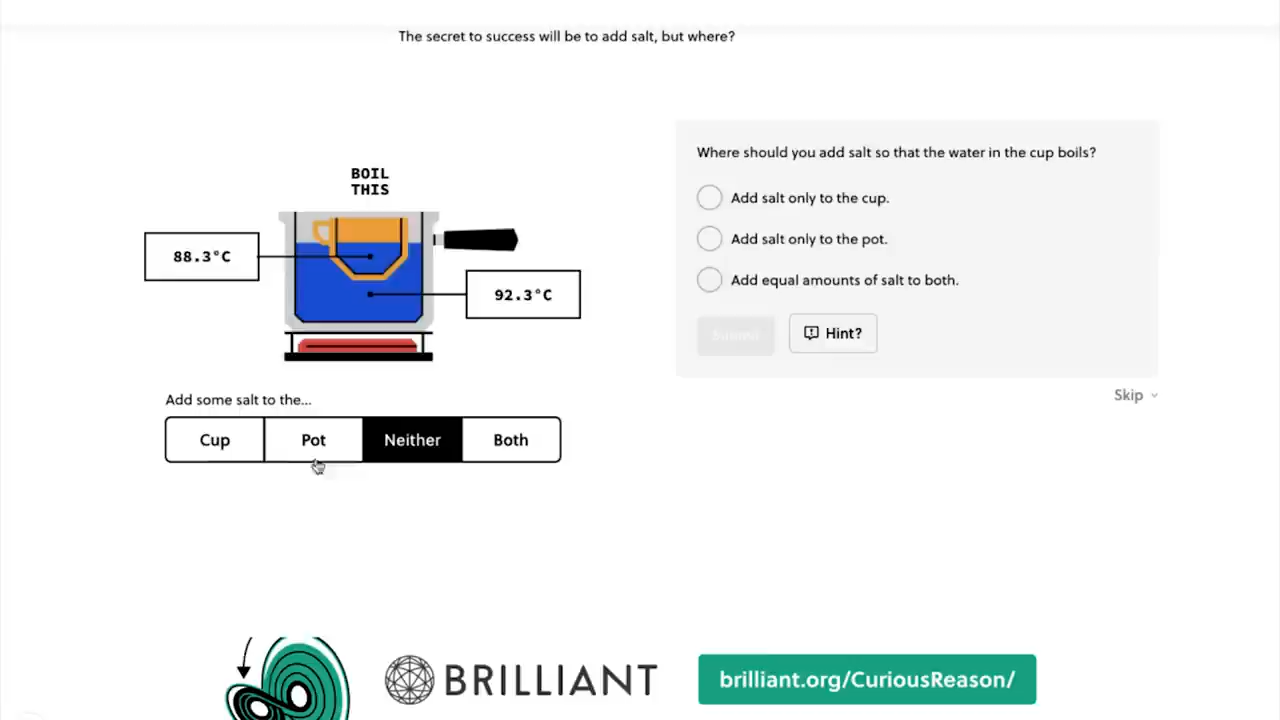 The secret to success will be to add salt, but where?
BOIL
THIS
88.3°C
92.3°C
Add some salt to the...
Cup
Pot
Neither
Both
Where should you add salt so that the water in the cup boils?
Add salt only to the cup.
Add salt only to the pot.
Add equal amounts of salt to both.
Submit
Hint?
Skip
BRILLIANT
brilliant.org/CuriousReason/